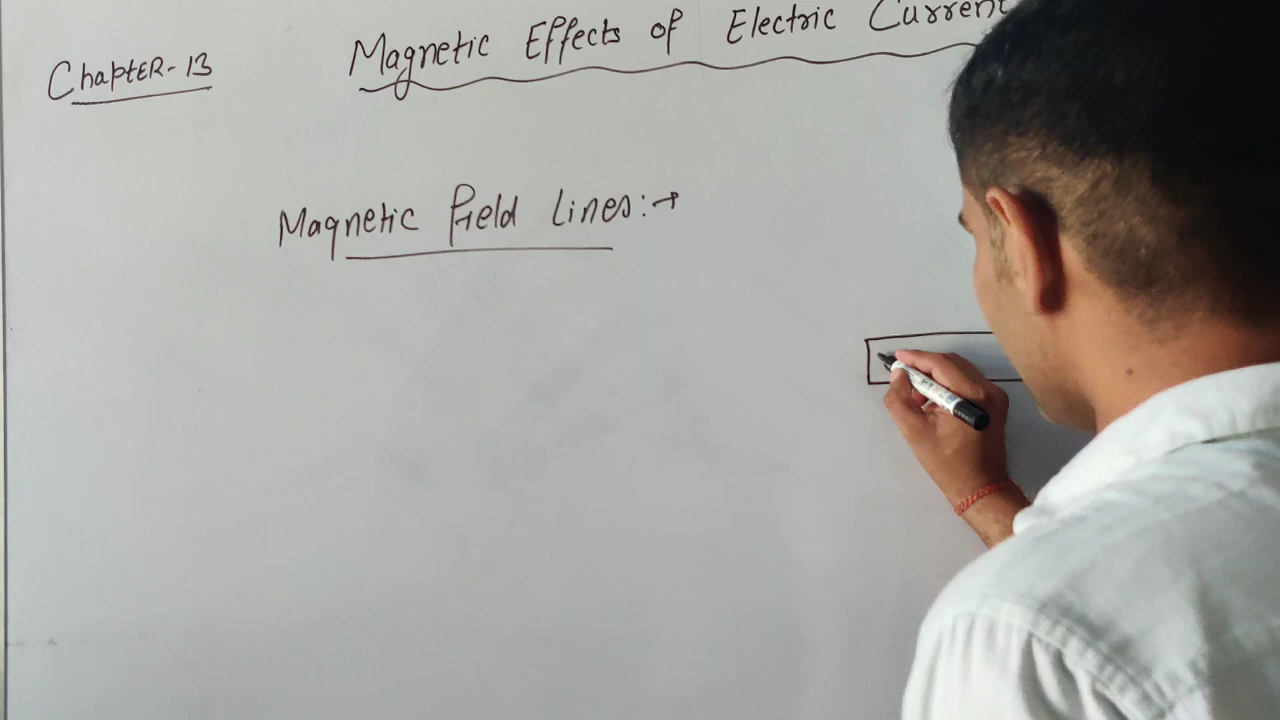 Chapter-13
Magnetic Effects of Electric Current
Magnetic Field Lines:→